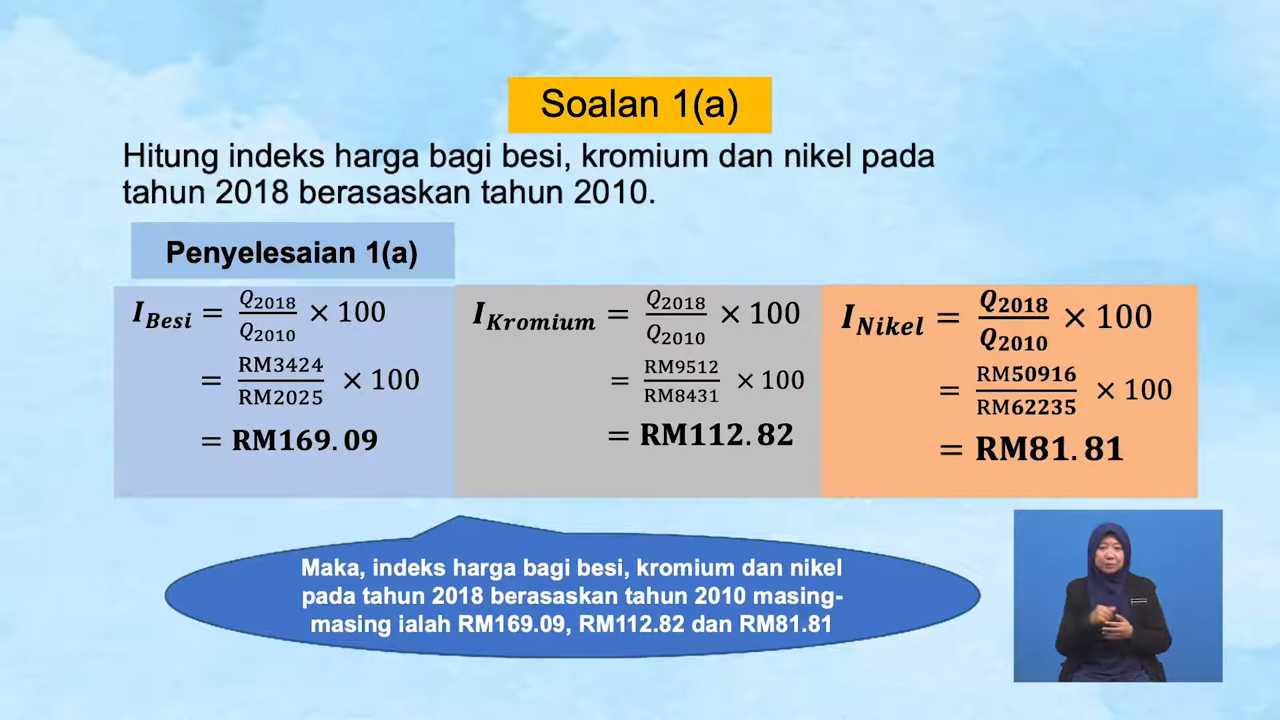 Soalan 1(a)
Hitung indeks harga bagi besi, kromium dan nikel pada
tahun 2018 berasaskan tahun 2010.
Penyelesaian 1(a)
I_Besi = Q_2018/Q_2010 × 100
= RM3424/RM2025 × 100
= RM169.09
I_Kromium = Q_2018/Q_2010 × 100
= RM9512/RM8431 × 100
= RM112.82
I_Nikel = Q_2018/Q_2010 × 100
= RM50916/RM62235 × 100
= RM81.81
Maka, indeks harga bagi besi, kromium dan nikel
pada tahun 2018 berasaskan tahun 2010 masing-
masing ialah RM169.09, RM112.82 dan RM81.81